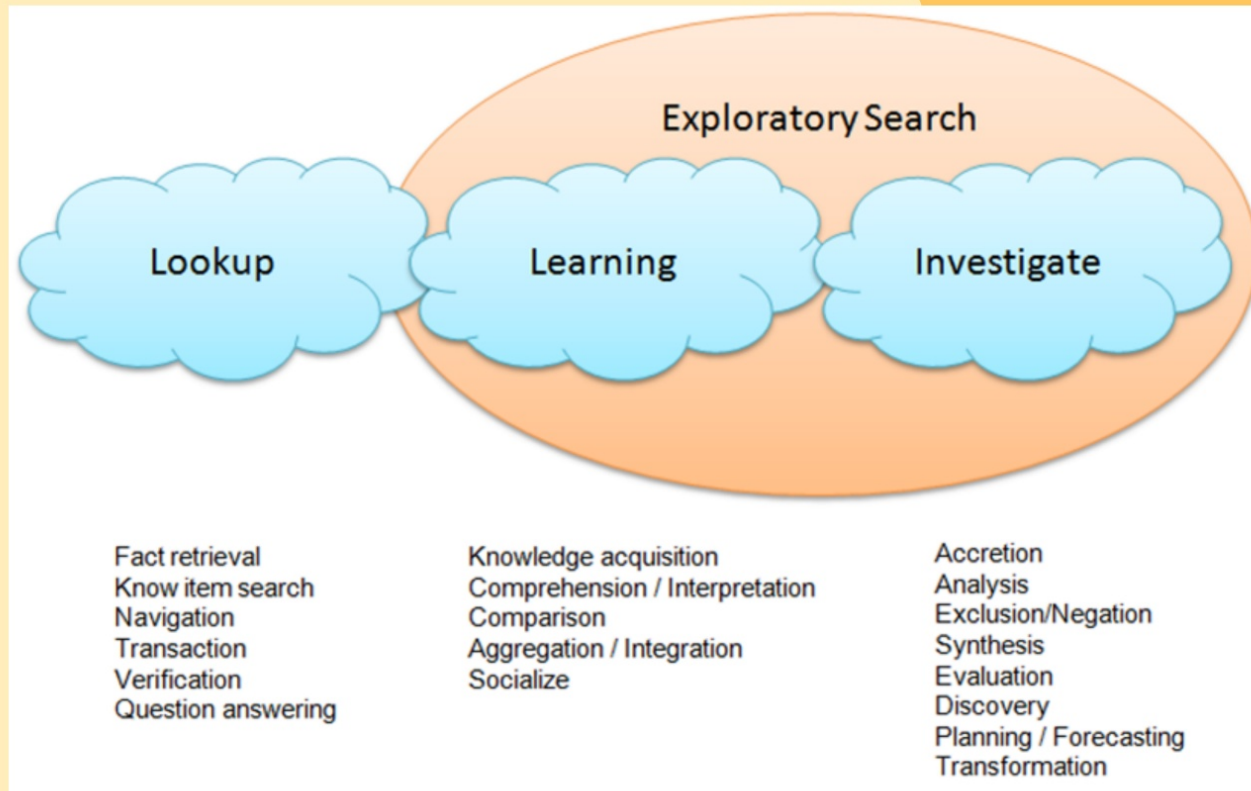 Exploratory Search
Lookup
Learning
Investigate
Fact retrieval
Know item search
Navigation
Transaction
Verification
Question answering
Knowledge acquisition
Comprehension / Interpretation
Comparison
Aggregation / Integration
Socialize
Accretion
Analysis
Exclusion/Negation
Synthesis
Evaluation
Discovery
Planning / Forecasting
Transformation